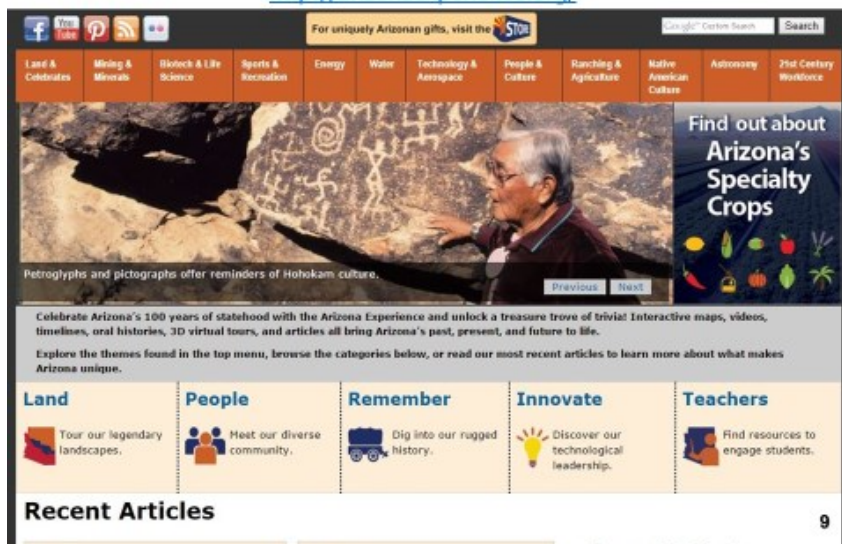 You
Tube
For uniquely Arizonan gifts, visit the STORE
Google™ Custom Search
Search
Land &
Celebrates
Mining &
Minerals
Biotech & Life
Science
Sports &
Recreation
Energy
Water
Technology &
Aerospace
People &
Culture
Ranching &
Agriculture
Native
American
Culture
Astronomy
21st Century
Workforce
Find out about
Arizona's
Specialty
Crops
Petroglyphs and pictographs offer reminders of Hohokam culture.
Previous Next
Celebrate Arizona's 100 years of statehood with the Arizona Experience and unlock a treasure trove of trivia! Interactive maps, videos,
timelines, oral histories, 3D virtual tours, and articles all bring Arizona's past, present, and future to life.
Explore the themes found in the top menu, browse the categories below, or read our most recent articles to learn more about what makes
Arizona unique.
Land
Tour our legendary
landscapes.
People
Meet our diverse
community.
Remember
Dig into our rugged
history.
Innovate
Discover our
technological
leadership.
Teachers
Find resources to
engage students.
Recent Articles
9